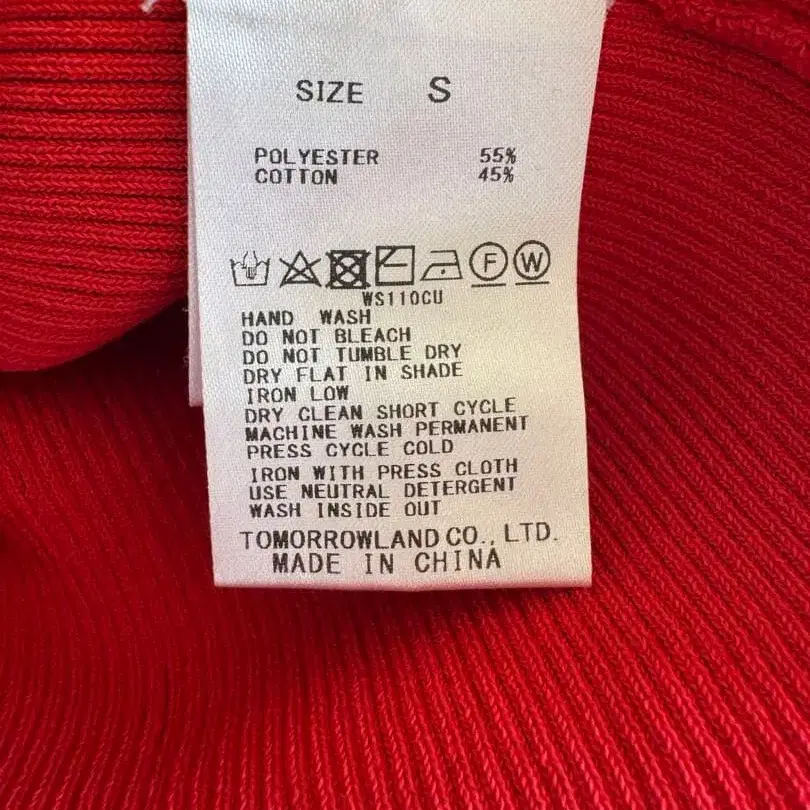 SIZE S
POLYESTER 55%
COTTON 45%
F W
WS110CU
HAND WASH
DO NOT BLEACH
DO NOT TUMBLE DRY
DRY FLAT IN SHADE
IRON LOW
DRY CLEAN SHORT CYCLE
MACHINE WASH PERMANENT
PRESS CYCLE COLD
IRON WITH PRESS CLOTH
USE NEUTRAL DETERGENT
WASH INSIDE OUT
TOMORROWLAND CO., LTD.
MADE IN CHINA